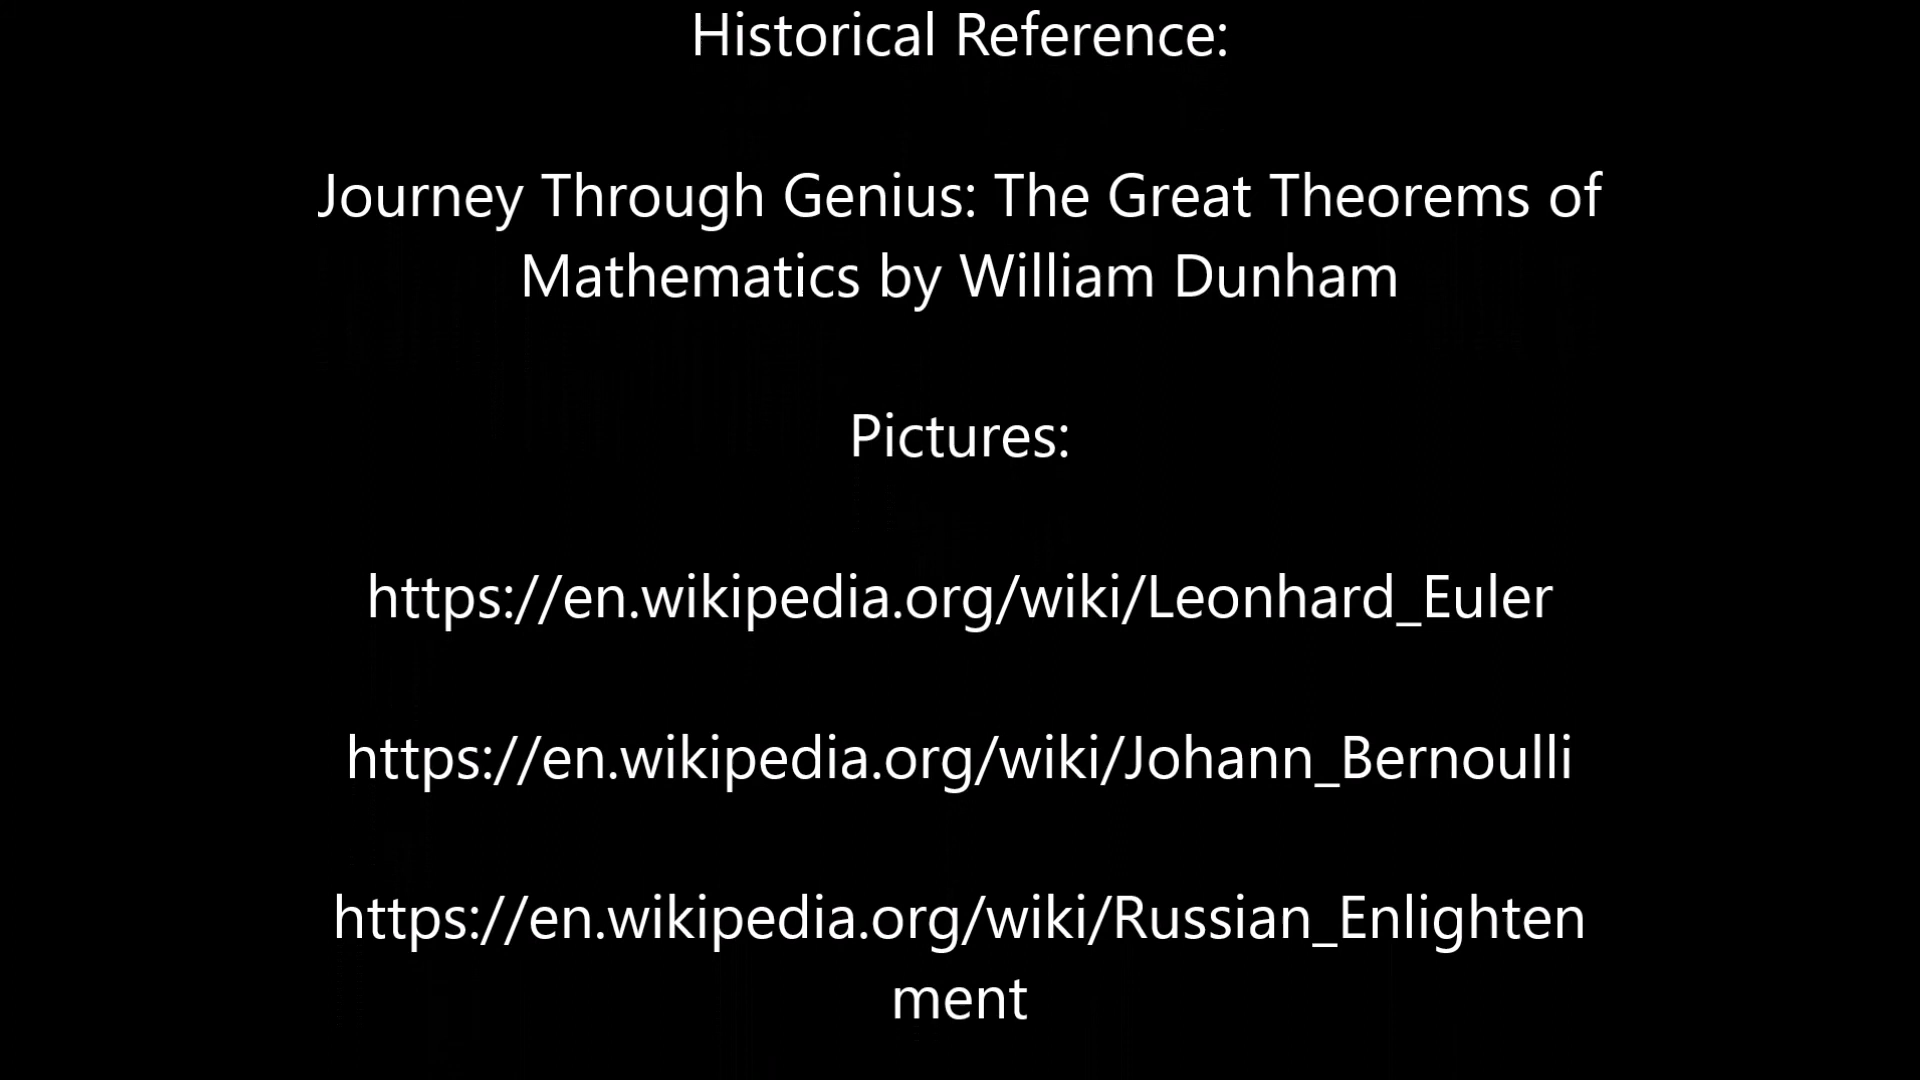 Historical Reference:
Journey Through Genius: The Great Theorems of
Mathematics by William Dunham
Pictures:
https://en.wikipedia.org/wiki/Leonhard_Euler
https://en.wikipedia.org/wiki/Johann_Bernoulli
https://en.wikipedia.org/wiki/Russian_Enlighten
ment